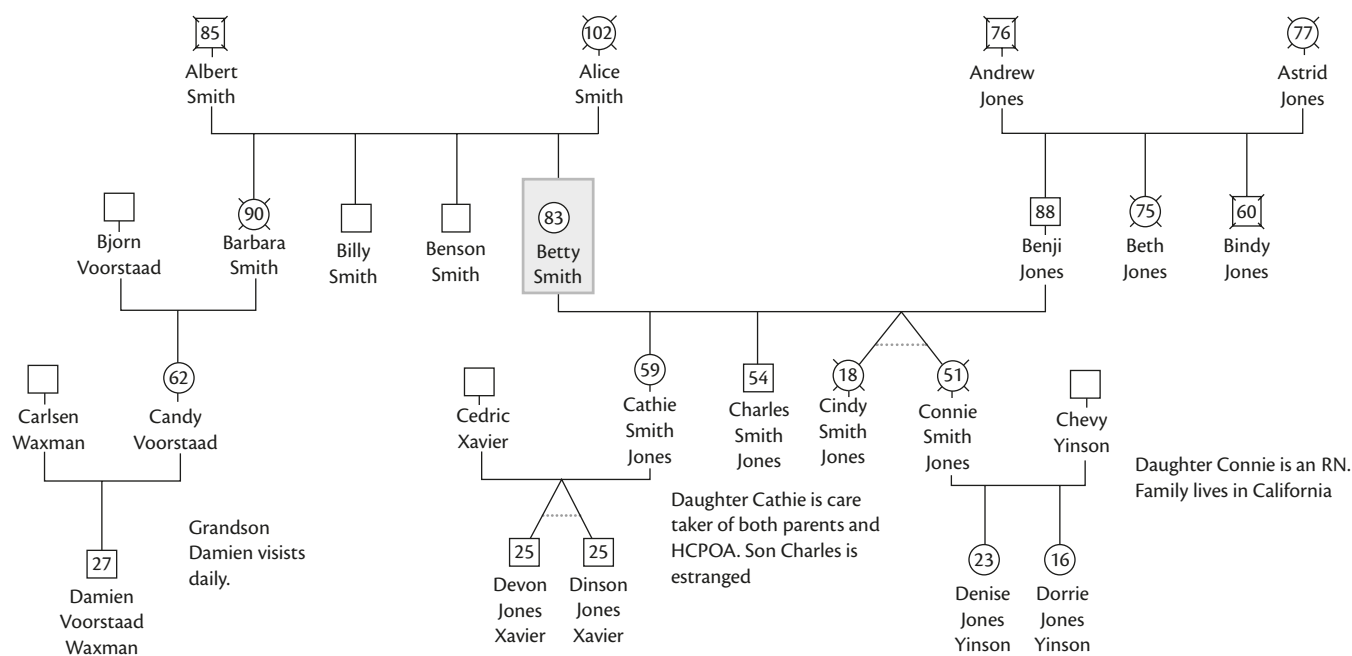 85
Albert
Smith
102
Alice
Smith
76
Andrew
Jones
77
Astrid
Jones
Bjorn
Voorstaad
90
Barbara
Smith
Billy
Smith
Benson
Smith
83
Betty
Smith
88
Benji
Jones
75
Beth
Jones
60
Bindy
Jones
Carlsen
Waxman
62
Candy
Voorstaad
Cedric
Xavier
59
Cathie
Smith
Jones
54
Charles
Smith
Jones
18
Cindy
Smith
Jones
51
Connie
Smith
Jones
Chevy
Yinson
Daughter Connie is an RN.
Family lives in California
27
Damien
Voorstaad
Waxman
Grandson
Damien visists
daily.
25
Devon
Jones
Xavier
25
Dinson
Jones
Xavier
Daughter Cathie is care
taker of both parents and
HCPOA. Son Charles is
estranged
23
Denise
Jones
Yinson
16
Dorrie
Jones
Yinson